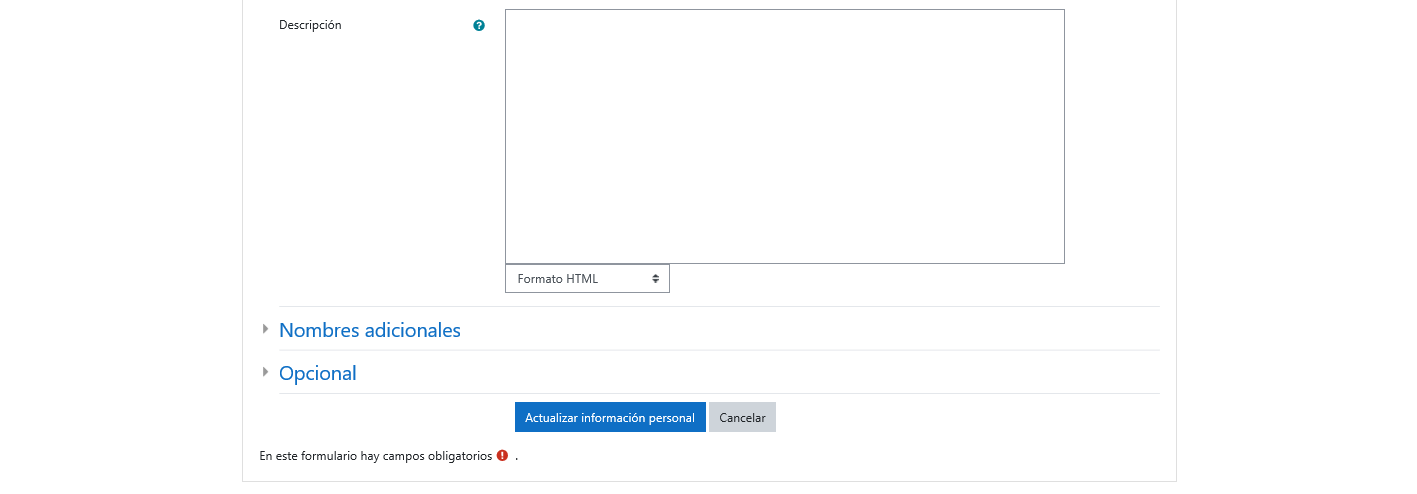 Descripción
Formato HTML
Nombres adicionales
Opcional
Actualizar información personal Cancelar
En este formulario hay campos obligatorios .